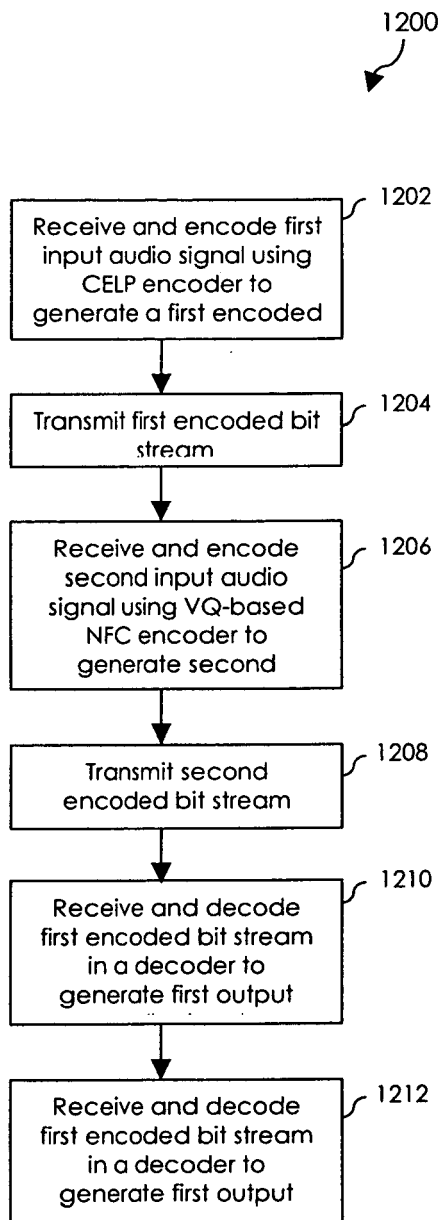 1200
1202
Receive and encode first
input audio signal using
CELP encoder to
generate a first encoded
1204
Transmit first encoded bit
stream
1206
Receive and encode
second input audio
signal using VQ-based
NFC encoder to
generate second
1208
Transmit second
encoded bit stream
1210
Receive and decode
first encoded bit stream
in a decoder to
generate first output
1212
Receive and decode
first encoded bit stream
in a decoder to
generate first output